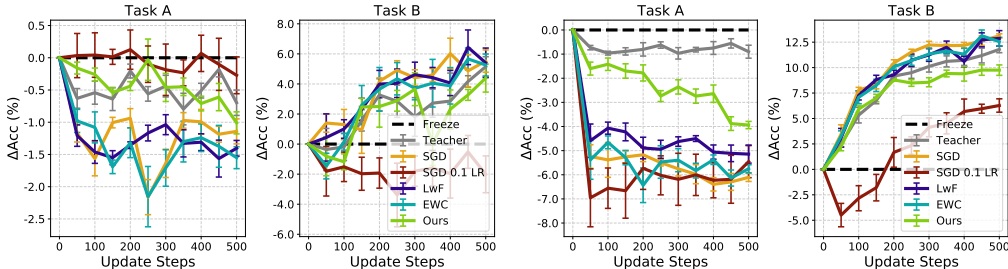 Task A
ΔAcc (%)
0.5
0.0
-0.5
-1.0
-1.5
-2.0
-2.5
0 100 200 300 400 500
Update Steps
Task B
ΔAcc (%)
8.0
6.0
4.0
2.0
0.0
-2.0
-4.0
-6.0
0 100 200 300 400 500
Update Steps
Freeze
Teacher
SGD
SGD 0.1 LR
LwF
EWC
Ours
Task A
ΔAcc (%)
0.0
-1.0
-2.0
-3.0
-4.0
-5.0
-6.0
-7.0
-8.0
0 100 200 300 400 500
Update Steps
Task B
ΔAcc (%)
12.5
10.0
7.5
5.0
2.5
0.0
-2.5
-5.0
0 100 200 300 400 500
Update Steps
Freeze
Teacher
SGD
SGD 0.1 LR
LwF
EWC
Ours